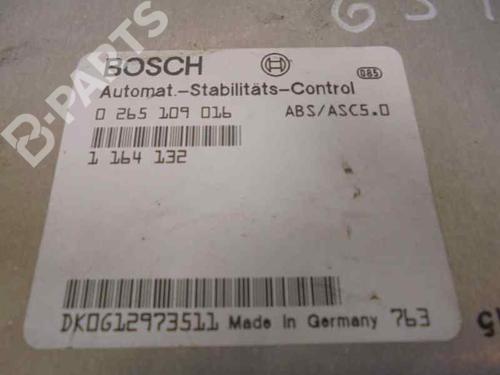 B-PARTS
BOSCH
085
Automat.-Stabilitäts-Control
0 265 109 016 ABS/ASC5.0
1 164 132
DK0G12973511 Made in Germany 763